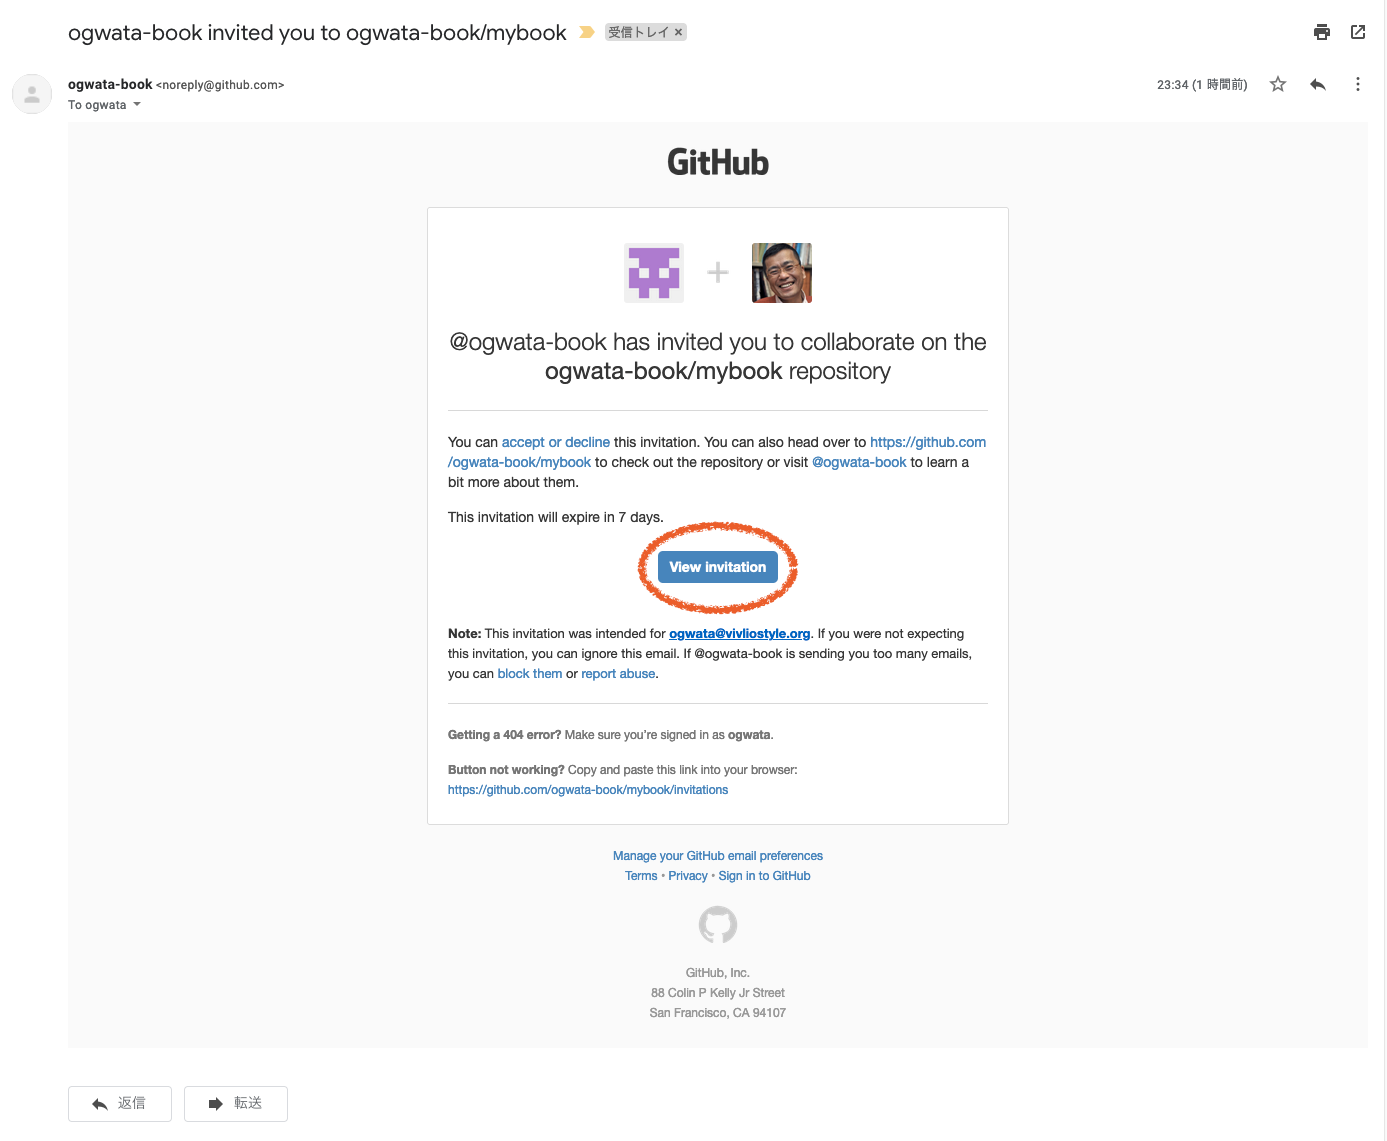 ogwata-book invited you to ogwata-book/mybook 受信トレイ ×
ogwata-book <noreply@github.com> 23:34 (1 時間前)
To ogwata
GitHub
@ogwata-book has invited you to collaborate on the
ogwata-book/mybook repository
You can accept or decline this invitation. You can also head over to https://github.com
/ogwata-book/mybook to check out the repository or visit @ogwata-book to learn a
bit more about them.
This invitation will expire in 7 days.
View invitation
Note: This invitation was intended for ogwata@vivliostyle.org. If you were not expecting
this invitation, you can ignore this email. If @ogwata-book is sending you too many emails,
you can block them or report abuse.
Getting a 404 error? Make sure you're signed in as ogwata.
Button not working? Copy and paste this link into your browser:
https://github.com/ogwata-book/mybook/invitations
Manage your GitHub email preferences
Terms • Privacy • Sign in to GitHub
GitHub, Inc.
88 Colin P Kelly Jr Street
San Francisco, CA 94107
返信 転送